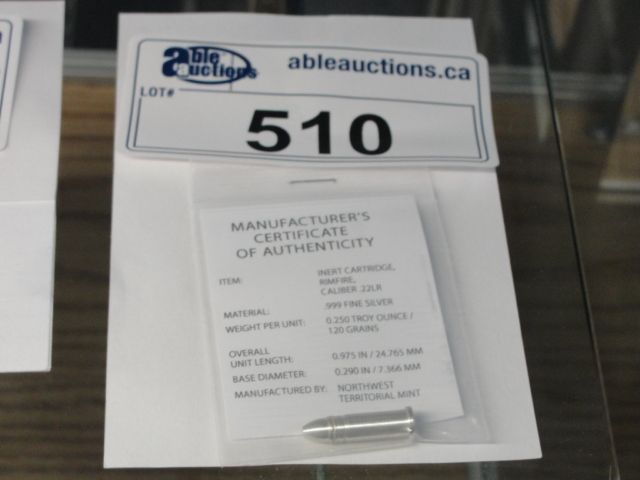 able
auctions
ableauctions.ca
LOT#
510
MANUFACTURER'S
CERTIFICATE
OF AUTHENTICITY
ITEM: INERT CARTRIDGE,
RIMFIRE,
CALIBER .22LR
MATERIAL: .999 FINE SILVER
WEIGHT PER UNIT: 0.250 TROY OUNCE /
120 GRAINS
OVERALL
UNIT LENGTH: 0.975 IN / 24.765 MM
BASE DIAMETER: 0.290 IN / 7.366 MM
MANUFACTURED BY: NORTHWEST
TERRITORIAL MINT